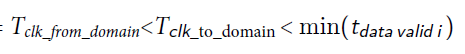 = T_clk_from_domain<T_clk_to_domain < min(t_data valid i)